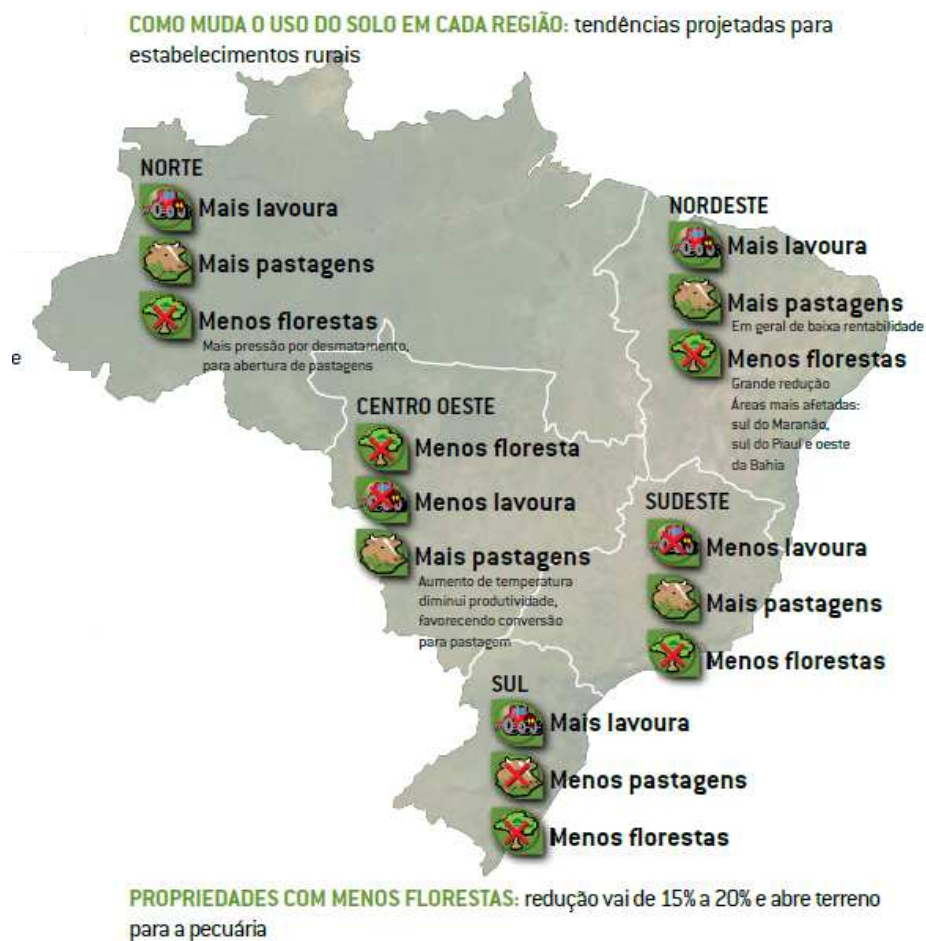 COMO MUDA O USO DO SOLO EM CADA REGIÃO: tendências projetadas para
estabelecimentos rurais
NORTE
Mais lavoura
Mais pastagens
Menos florestas
Mais pressão por desmatamento,
para abertura de pastagens
e
NORDESTE
Mais lavoura
Mais pastagens
Em geral de baixa rentabilidade
Menos florestas
Grande redução
Áreas mais afetadas:
sul do Maranão,
sul do Piauí e oeste
da Bahia
CENTRO OESTE
Menos floresta
Menos lavoura
Mais pastagens
Aumento de temperatura
diminui produtividade,
favorecendo conversão
para pastagem
SUDESTE
Menos lavoura
Mais pastagens
Menos florestas
SUL
Mais lavoura
Menos pastagens
Menos florestas
PROPRIEDADES COM MENOS FLORESTAS: redução vai de 15% a 20% e abre terreno
para a pecuária